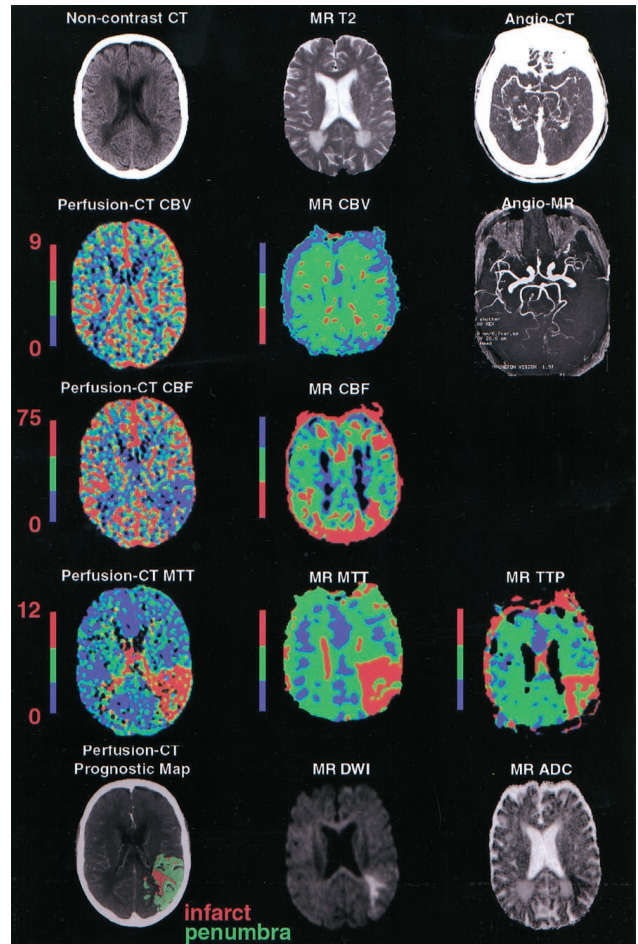 Non-contrast CT
MR T2
Angio-CT
Perfusion-CT CBV
MR CBV
Angio-MR
9
0
shutter
Perfusion-CT CBF
MR CBF
75
0
Perfusion-CT MTT
MR MTT
MR TTP
12
0
Perfusion-CT
Prognostic Map
MR DWI
MR ADC
infarct
penumbra